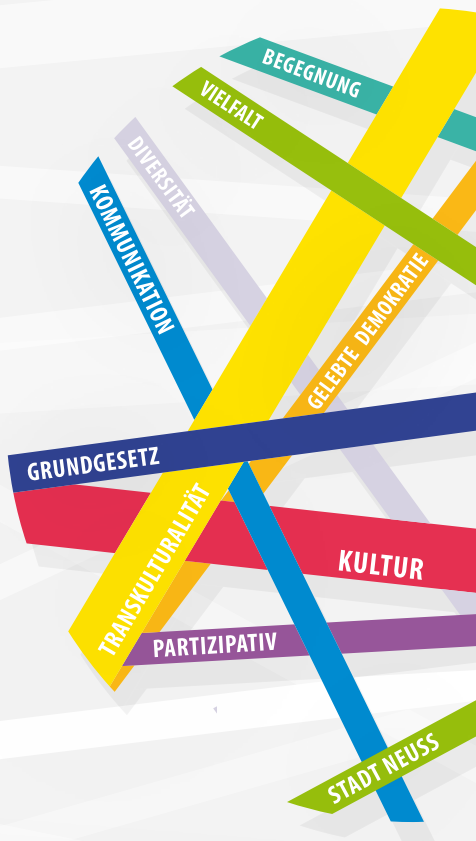 BEGEGNUNG
VIELFALT
DIVERSITÄT
KOMMUNIKATION
GELEBTE DEMOKRATIE
GRUNDGESETZ
TRANSKULTURALITÄT
KULTUR
PARTIZIPATIV
STADT NEUSS